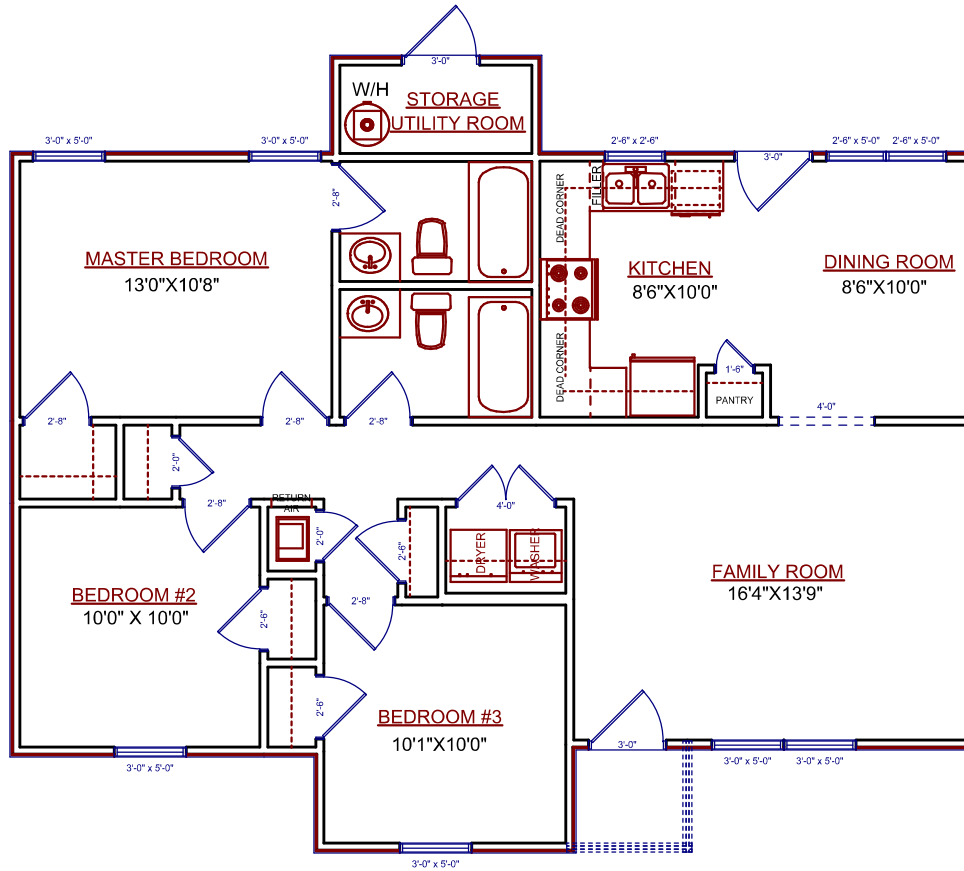 3'-0"
W/H
STORAGE
UTILITY ROOM
3'-0" x 5'-0"
3'-0" x 5'-0"
2'-6" x 2'-6"
3'-0"
2'-6" x 5'-0"
2'-6" x 5'-0"
2'-8"
FILLER
DEAD CORNER
MASTER BEDROOM
13'0"X10'8"
KITCHEN
8'6"X10'0"
DINING ROOM
8'6"X10'0"
DEAD CORNER
1'-6"
PANTRY
4'-0"
2'-8"
2'-8"
2'-8"
2'-0"
2'-8"
RETURN
AIR
4'-0"
2'-0"
2'-6"
DRYER
WASHER
FAMILY ROOM
16'4"X13'9"
BEDROOM #2
10'0" X 10'0"
2'-8"
2'-6"
2'-6"
BEDROOM #3
10'1"X10'0"
3'-0"
3'-0" x 5'-0"
3'-0" x 5'-0"
3'-0" x 5'-0"
3'-0" x 5'-0"